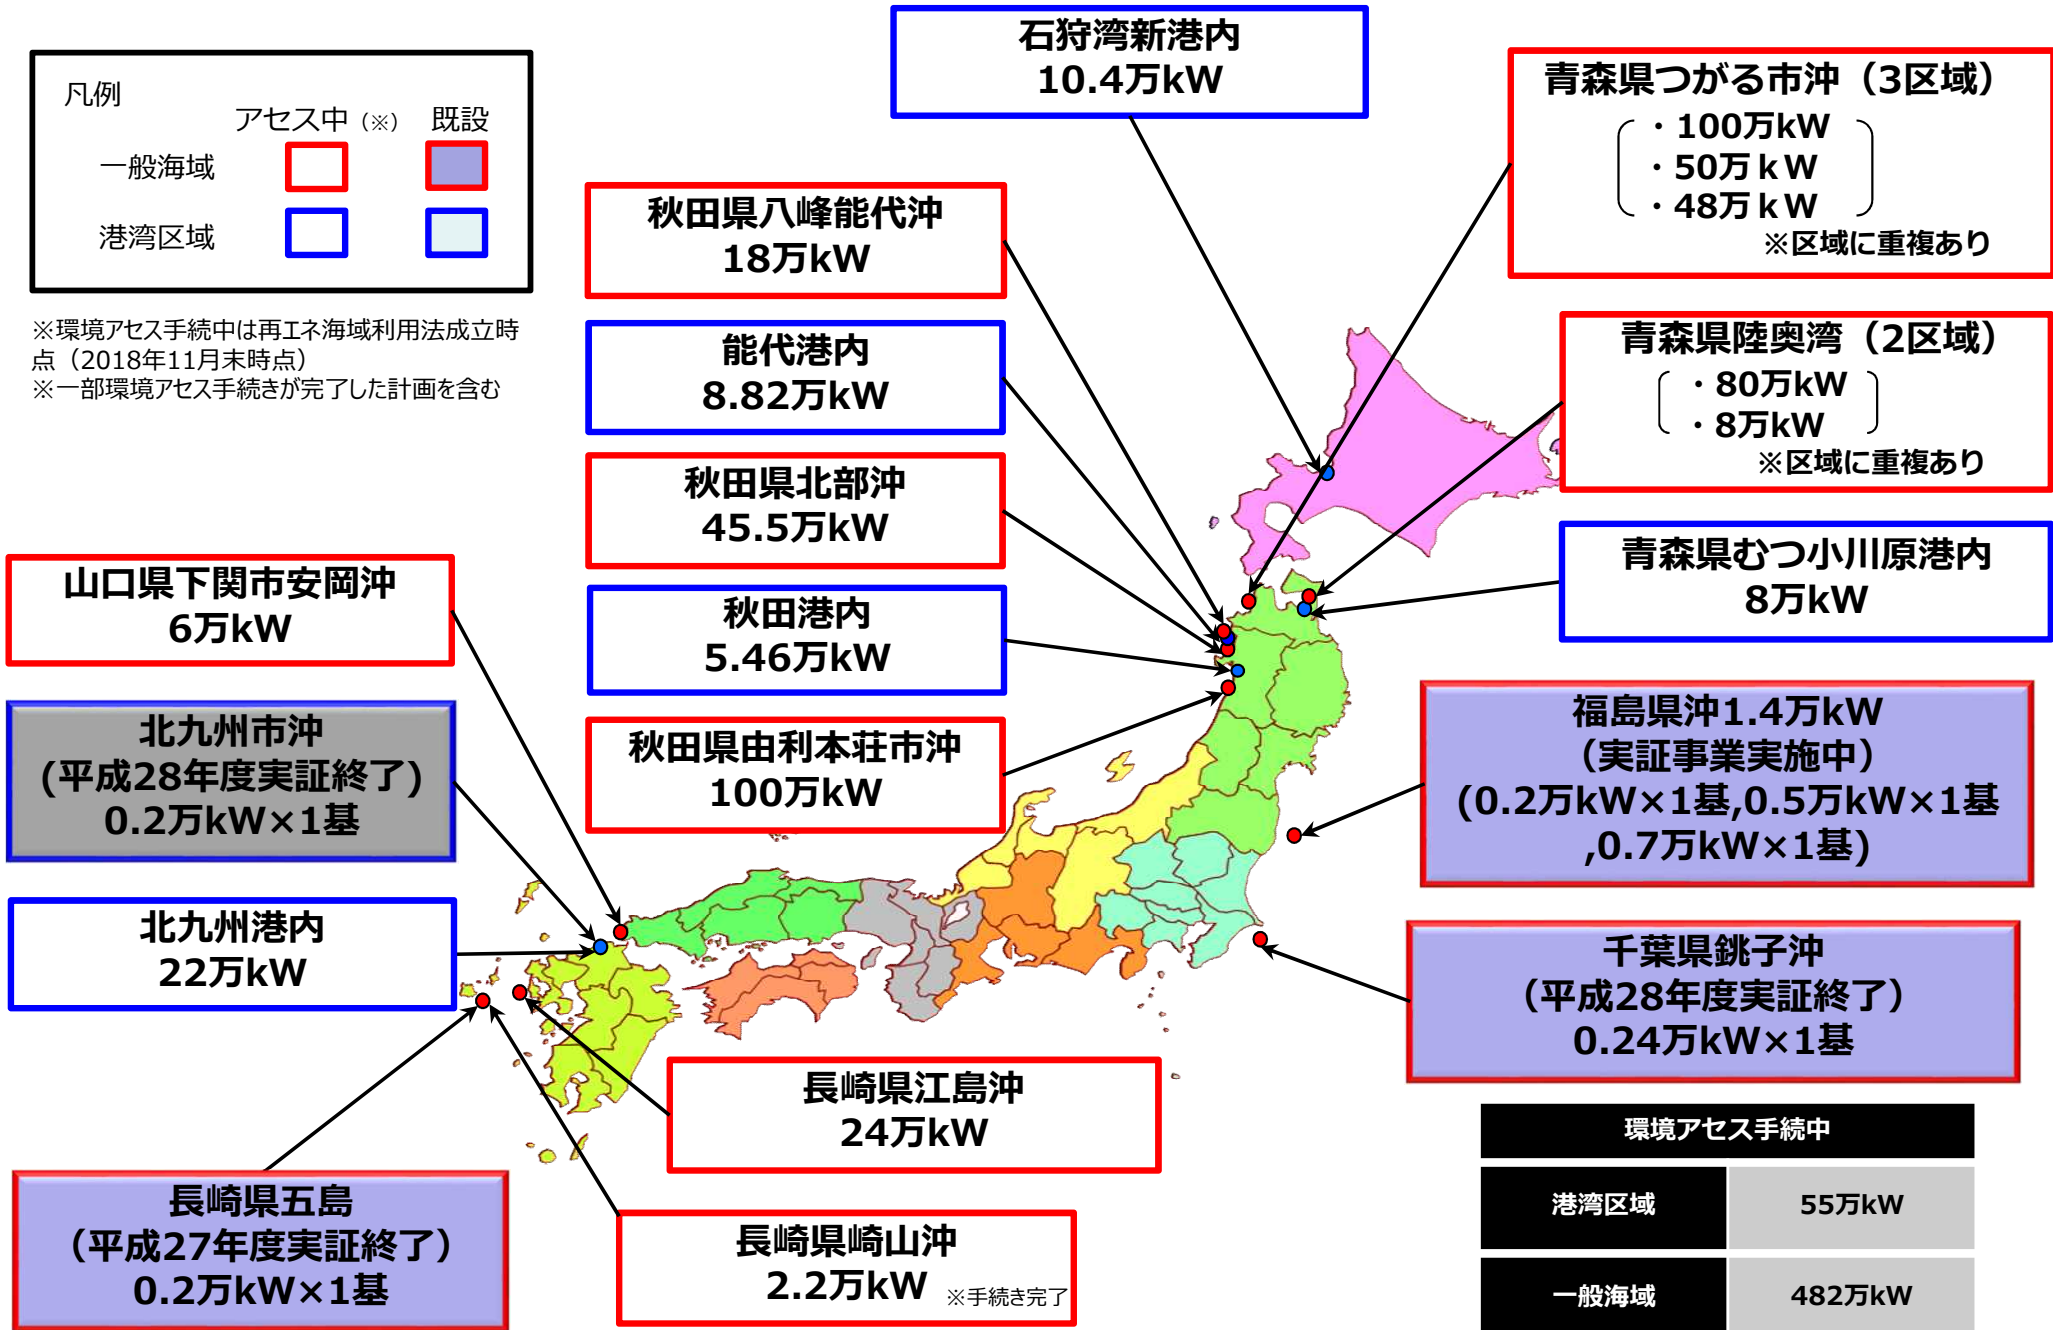 凡例
アセス中（※） 既設
一般海域
港湾区域
※環境アセス手続中は再エネ海域利用法成立時
点（2018年11月末時点）
※一部環境アセス手続きが完了した計画を含む
石狩湾新港内
10.4万kW
青森県つがる市沖（3区域）
・100万kW
・50万ｋW
・48万ｋW
※区域に重複あり
青森県陸奥湾（2区域）
・80万kW
・8万kW
※区域に重複あり
青森県むつ小川原港内
8万kW
秋田県八峰能代沖
18万kW
能代港内
8.82万kW
秋田県北部沖
45.5万kW
秋田港内
5.46万kW
秋田県由利本荘市沖
100万kW
山口県下関市安岡沖
6万kW
北九州市沖
(平成28年度実証終了)
0.2万kW×1基
北九州港内
22万kW
福島県沖1.4万kW
（実証事業実施中）
(0.2万kW×1基,0.5万kW×1基
,0.7万kW×1基)
千葉県銚子沖
（平成28年度実証終了）
0.24万kW×1基
長崎県江島沖
24万kW
長崎県五島
（平成27年度実証終了）
0.2万kW×1基
長崎県崎山沖
2.2万kW ※手続き完了
環境アセス手続中
港湾区域 55万kW
一般海域 482万kW